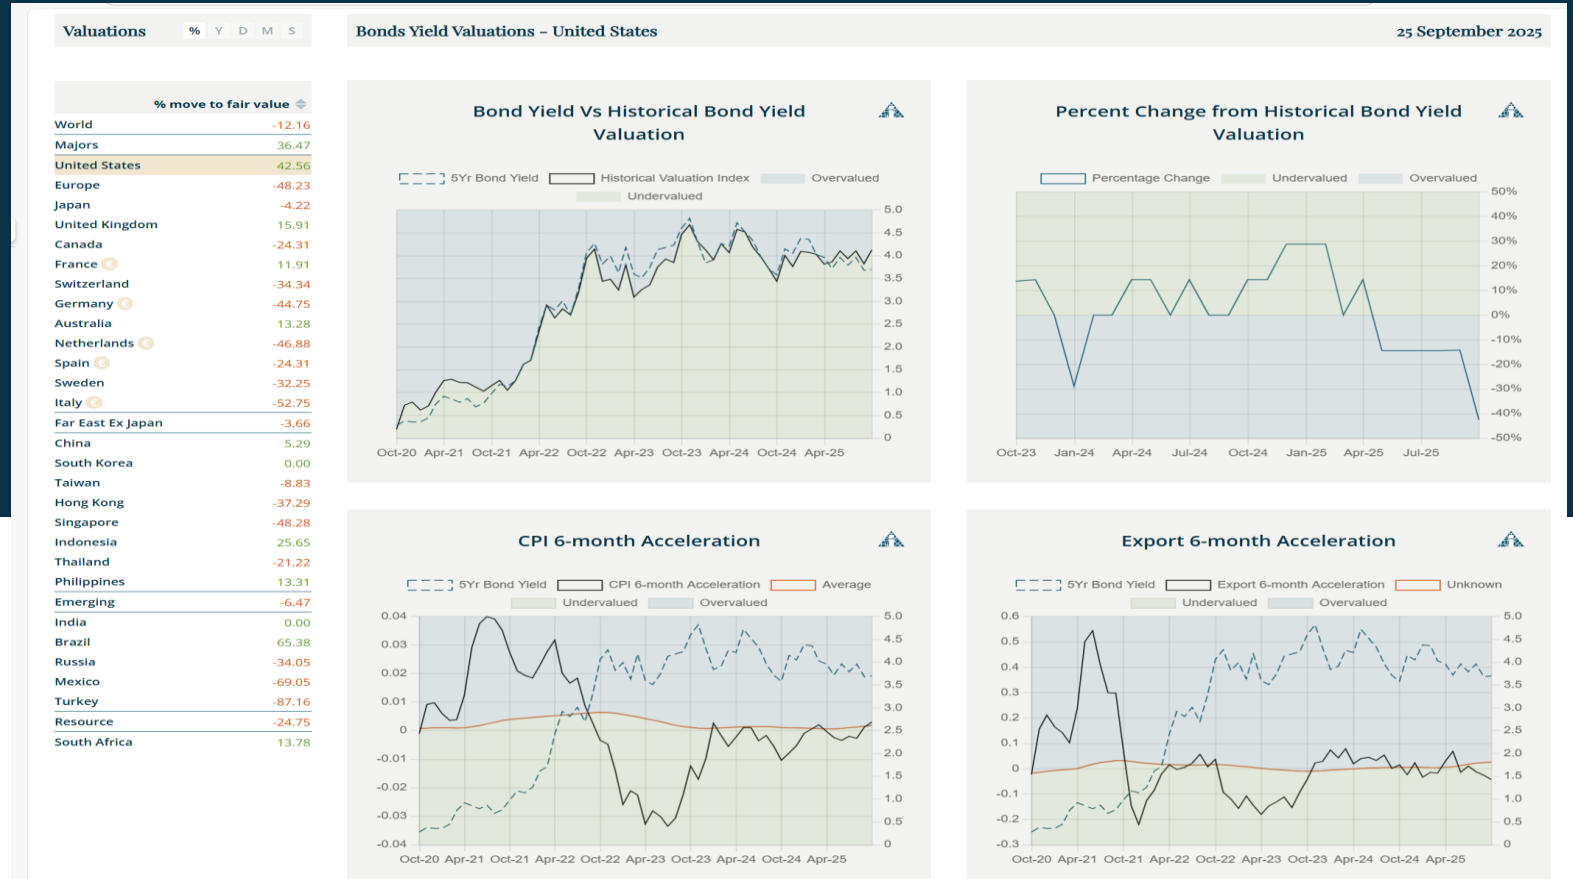 Valuations % Y D M S
Bonds Yield Valuations – United States 25 September 2025
% move to fair value
World -12.16
Majors 36.47
United States 42.56
Europe -48.23
Japan -4.22
United Kingdom 15.91
Canada -24.31
France € 11.91
Switzerland -34.34
Germany € -44.75
Australia 13.28
Netherlands € -46.88
Spain € -24.31
Sweden -32.25
Italy € -52.75
Far East Ex Japan -3.66
China 5.29
South Korea 0.00
Taiwan -8.83
Hong Kong -37.29
Singapore -48.28
Indonesia 25.65
Thailand -21.22
Philippines 13.31
Emerging -6.47
India 0.00
Brazil 65.38
Russia -34.05
Mexico -69.05
Turkey -87.16
Resource -24.75
South Africa 13.78
Bond Yield Vs Historical Bond Yield
Valuation
5Yr Bond Yield Historical Valuation Index Overvalued
Undervalued
5.0
4.5
4.0
3.5
3.0
2.5
2.0
1.5
1.0
0.5
0
Oct-20 Apr-21 Oct-21 Apr-22 Oct-22 Apr-23 Oct-23 Apr-24 Oct-24 Apr-25
Percent Change from Historical Bond Yield
Valuation
Percentage Change Undervalued Overvalued
50%
40%
30%
20%
10%
0%
-10%
-20%
-30%
-40%
-50%
Oct-23 Jan-24 Apr-24 Jul-24 Oct-24 Jan-25 Apr-25 Jul-25
CPI 6-month Acceleration
5Yr Bond Yield CPI 6-month Acceleration Average
Undervalued Overvalued
0.04 5.0
4.5
0.03
4.0
0.02
3.5
0.01
3.0
0 2.5
2.0
-0.01
1.5
-0.02
1.0
-0.03
0.5
-0.04 0
Oct-20 Apr-21 Oct-21 Apr-22 Oct-22 Apr-23 Oct-23 Apr-24 Oct-24 Apr-25
Export 6-month Acceleration
5Yr Bond Yield Export 6-month Acceleration Unknown
Undervalued Overvalued
0.6 5.0
0.5 4.5
0.4 4.0
0.3 3.5
3.0
0.2
2.5
0.1
2.0
0 1.5
-0.1 1.0
-0.2 0.5
-0.3 0
Oct-20 Apr-21 Oct-21 Apr-22 Oct-22 Apr-23 Oct-23 Apr-24 Oct-24 Apr-25